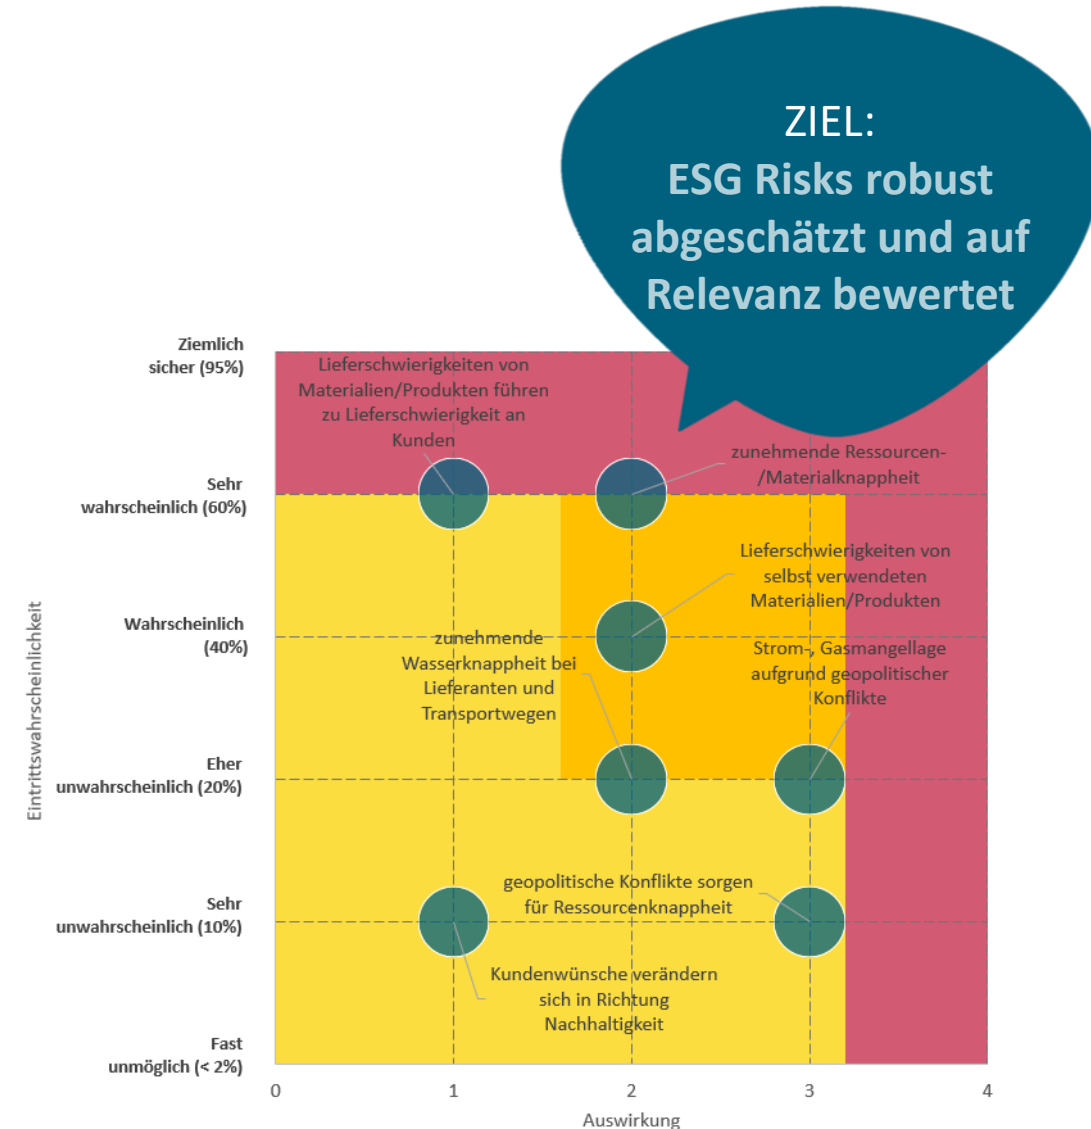 ZIEL:
ESG Risks robust
abgeschätzt und auf
Relevanz bewertet
Ziemlich
sicher (95%)
Lieferschwierigkeiten von
Materialien/Produkten führen
zu Lieferschwierigkeit an
Kunden
zunehmende Ressourcen-
/Materialknappheit
Sehr
wahrscheinlich (60%)
Lieferschwierigkeiten von
selbst verwendeten
Materialien/Produkten
Eintrittswahrscheinlichkeit
Wahrscheinlich
(40%)
zunehmende
Wasserknappheit bei
Lieferanten und
Transportwegen
Strom-, Gasmangellage
aufgrund geopolitischer
Konflikte
Eher
unwahrscheinlich (20%)
geopolitische Konflikte sorgen
für Ressourcenknappheit
Sehr
unwahrscheinlich (10%)
Kundenwünsche verändern
sich in Richtung
Nachhaltigkeit
Fast
unmöglich (< 2%)
0
1
2
3
4
Auswirkung